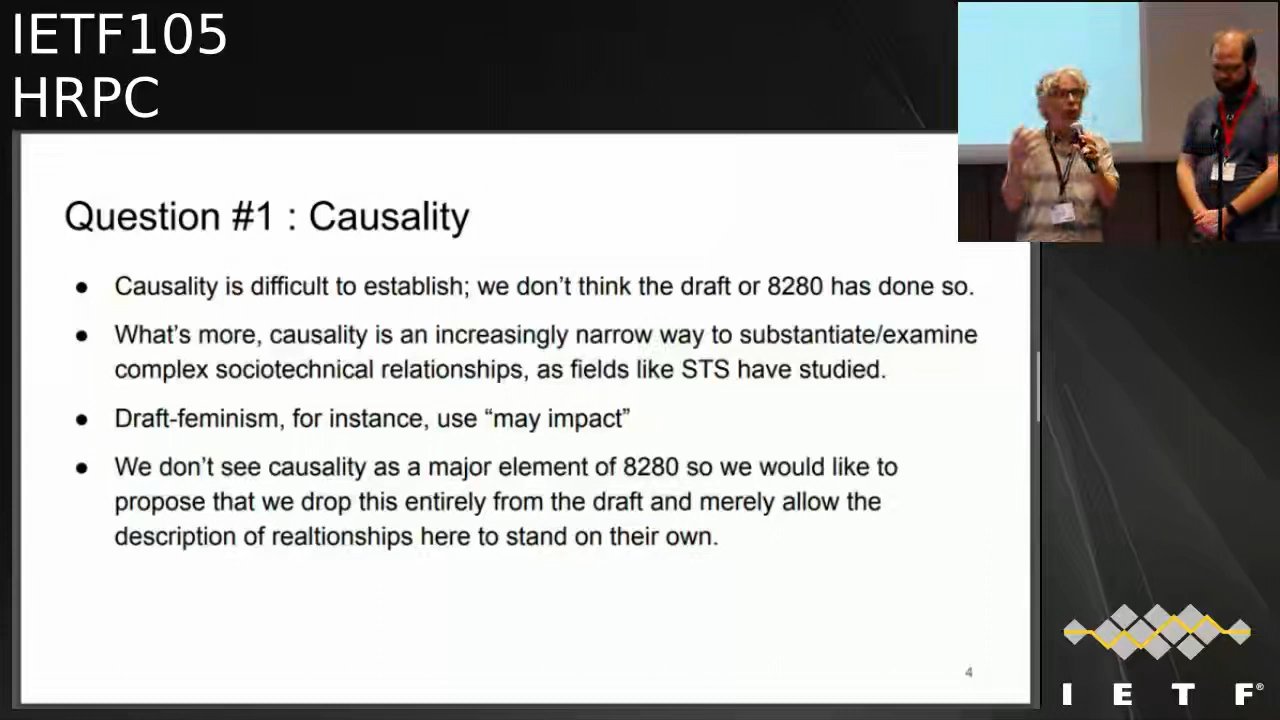 IETF105
HRPC
Question #1 : Causality
● Causality is difficult to establish; we don’t think the draft or 8280 has done so.
● What’s more, causality is an increasingly narrow way to substantiate/examine
complex sociotechnical relationships, as fields like STS have studied.
● Draft-feminism, for instance, use “may impact”
● We don’t see causality as a major element of 8280 so we would like to
propose that we drop this entirely from the draft and merely allow the
description of realtionships here to stand on their own.
4
I E T F®